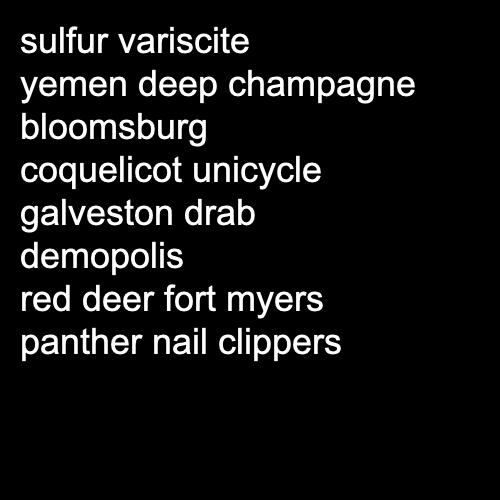 sulfur variscite
yemen deep champagne
bloomsburg
coquelicot unicycle
galveston drab
demopolis
red deer fort myers
panther nail clippers